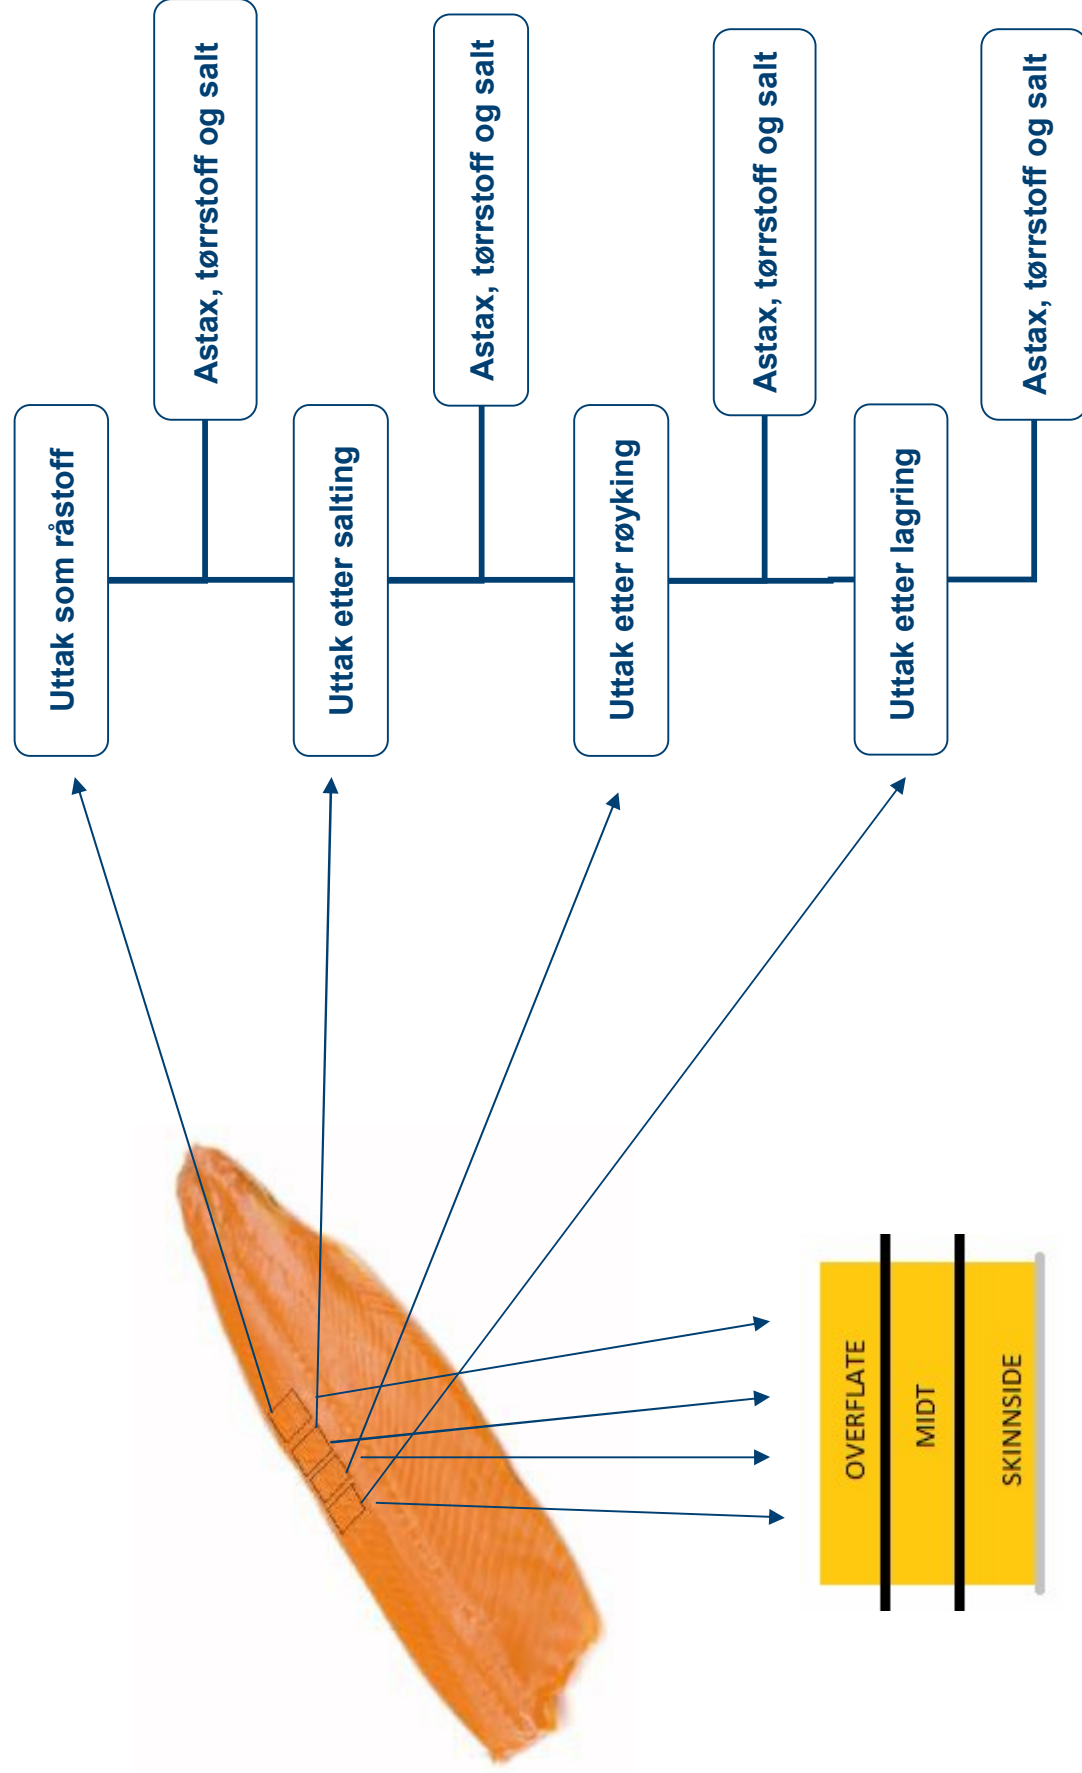 Uttak som råstoff
Astax, tørrstoff og salt
Uttak etter salting
Astax, tørrstoff og salt
Uttak etter røyking
Astax, tørrstoff og salt
Uttak etter lagring
Astax, tørrstoff og salt
OVERFLATE
MIDT
SKINNSIDE